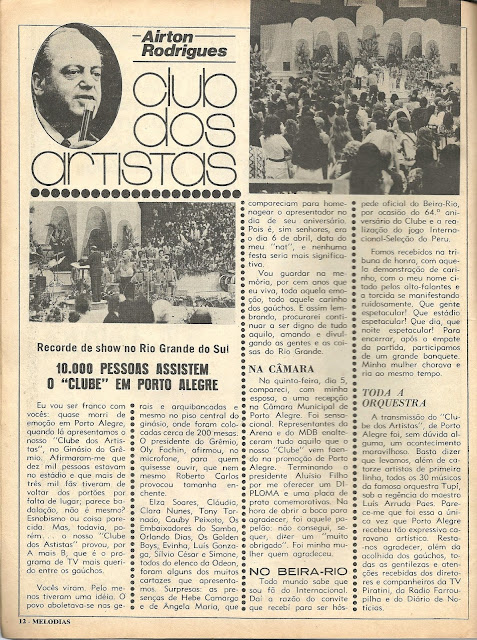 Airton
Rodrigues
club
dos
artistas
Recorde de show no Rio Grande do Sul
10.000 PESSOAS ASSISTEM
O “CLUBE” EM PORTO ALEGRE
Eu vou ser franco com
vocês: quase morri de
emoção em Porto Alegre,
quando lá apresentamos o
nosso "Clube dos Artis-
tas", no Ginásio do Grê-
mio. Afirmaram-me que
dez mil pessoas estavam
no estádio e que mais de
três mil fãs tiveram de
voltar dos portões por
falta de lugar; parece ba-
dalação, não é mesmo?
Esnobismo ou coisa pare-
cida. Mas, todavia, po-
rém. . . o nosso "Clube
dos Astistas" provou, por
A mais B, que é o pro-
grama de TV mais queri-
do entre os gaúchos.
Vocês viram. Pelo me-
nos tiveram uma idéia. O
povo aboletava-se nas ge-
rais e arquibancadas e
mesmo no piso central do
ginásio, onde foram colo-
cadas cerca de 200 mesas.
O presidente do Grêmio,
Oly Fachin, afirmou, no
microfone, para quem
quisesse ouvir, que nem
mesmo Roberto Carlos
provocou tamanha en-
chente.
Elza Soares, Cláudia,
Clara Nunes, Tony Tor-
nado, Gauby Peixoto, Os
Embaixadores do Samba,
Orlando Dias, Os Golden
Boys, Evinha, Luís Gonza-
ga, Sílvio César e Simone,
todos do elenco da Odeon,
foram alguns dos muitos
cartazes que apresenta-
mos. Surpresas: as pre-
senças de Hebe Camargo
e de Angela Maria, que
compareciam para home-
nagear o apresentador no
dia de seu aniversário.
Pois é, sim senhores, era
o dia 6 de abril, data do
meu "nat", e nenhuma
festa seria mais significa-
tiva.
Vou guardar na me-
mória, por cem anos que
eu viva, toda aquela emo-
ção, todo aquele carinho
dos gaúchos. E assim lem-
brando, procurarei conti-
nuar a ser digno de tudo
aquilo, amando e divul-
gando as gentes e as coi-
sas do Rio Grande.
NA CÂMARA
Na quinto-feira, dia 5,
compareci, com minha
esposa, a uma recepção
na Câmara Municipal de
Porto Alegre. Foi sensa-
cional. Representantes da
Arena e do MDB enalte-
ceram tudo aquilo que o
nosso "Clube" vem fazen-
do na promoção de Porto
Alegre. Terminando o
presidente Aluísio Filho
por me oferecer um DI-
PLOMA e uma placa de
prata comemorativas. Na
hora de abrir a boca para
agradecer, foi aquele pa-
pelão: não consegui, se-
quer, dizer um "muito
obrigado". Foi minha mu-
lher quem agradeceu.
NO BEIRA-RIO
Todo mundo sabe que
sou fã do Internacional.
Daí a razão do convite
que recebi para ser hós-
pede oficial do Beira-Rio,
por ocasião do 64.º ani-
versário do Clube e a rea-
lização do jogo Interna-
cional-Seleção do Peru.
Fomos recebidos na tri-
buna de honra, com aque-
la demonstração de cari-
nho, com o meu nome ci-
tado pelos alto-falantes e
a torcida se manifestando
ruidosamente. Que gente
espetacular! Que estádio
espetacular! Que dia, que
noite espetacular! Para
encerrar, após o empate
da partida, participamos
de um grande banquete.
Minha mulher chorava e
ria ao mesmo tempo.
TODA A
ORQUESTRA
A transmissão do "Clu-
be dos Artistas", de Porto
Alegre foi, sem dúvida al-
guma, um acontecimento
maravilhoso. Basta dizer
que levamos, além de ca-
torze artistas de primeira
linha, todos os 30 músicos
da famosa orquestra Tupi,
sob a regência do maestro
Luis Arruda Paes. Pare-
ce-me que foi essa a úni-
ca vez que Porto Alegre
recebeu tão expressiva ca-
ravana artística. Resta-
nos agradecer, além da
acolhida dos gaúchos, to-
das as gentilezas e aten-
ções recebidas dos direto-
res e companheiros da TV
Piratini, da Rádio Farrou-
pilha e do Diário de No-
tícias.
12 - MELODIAS